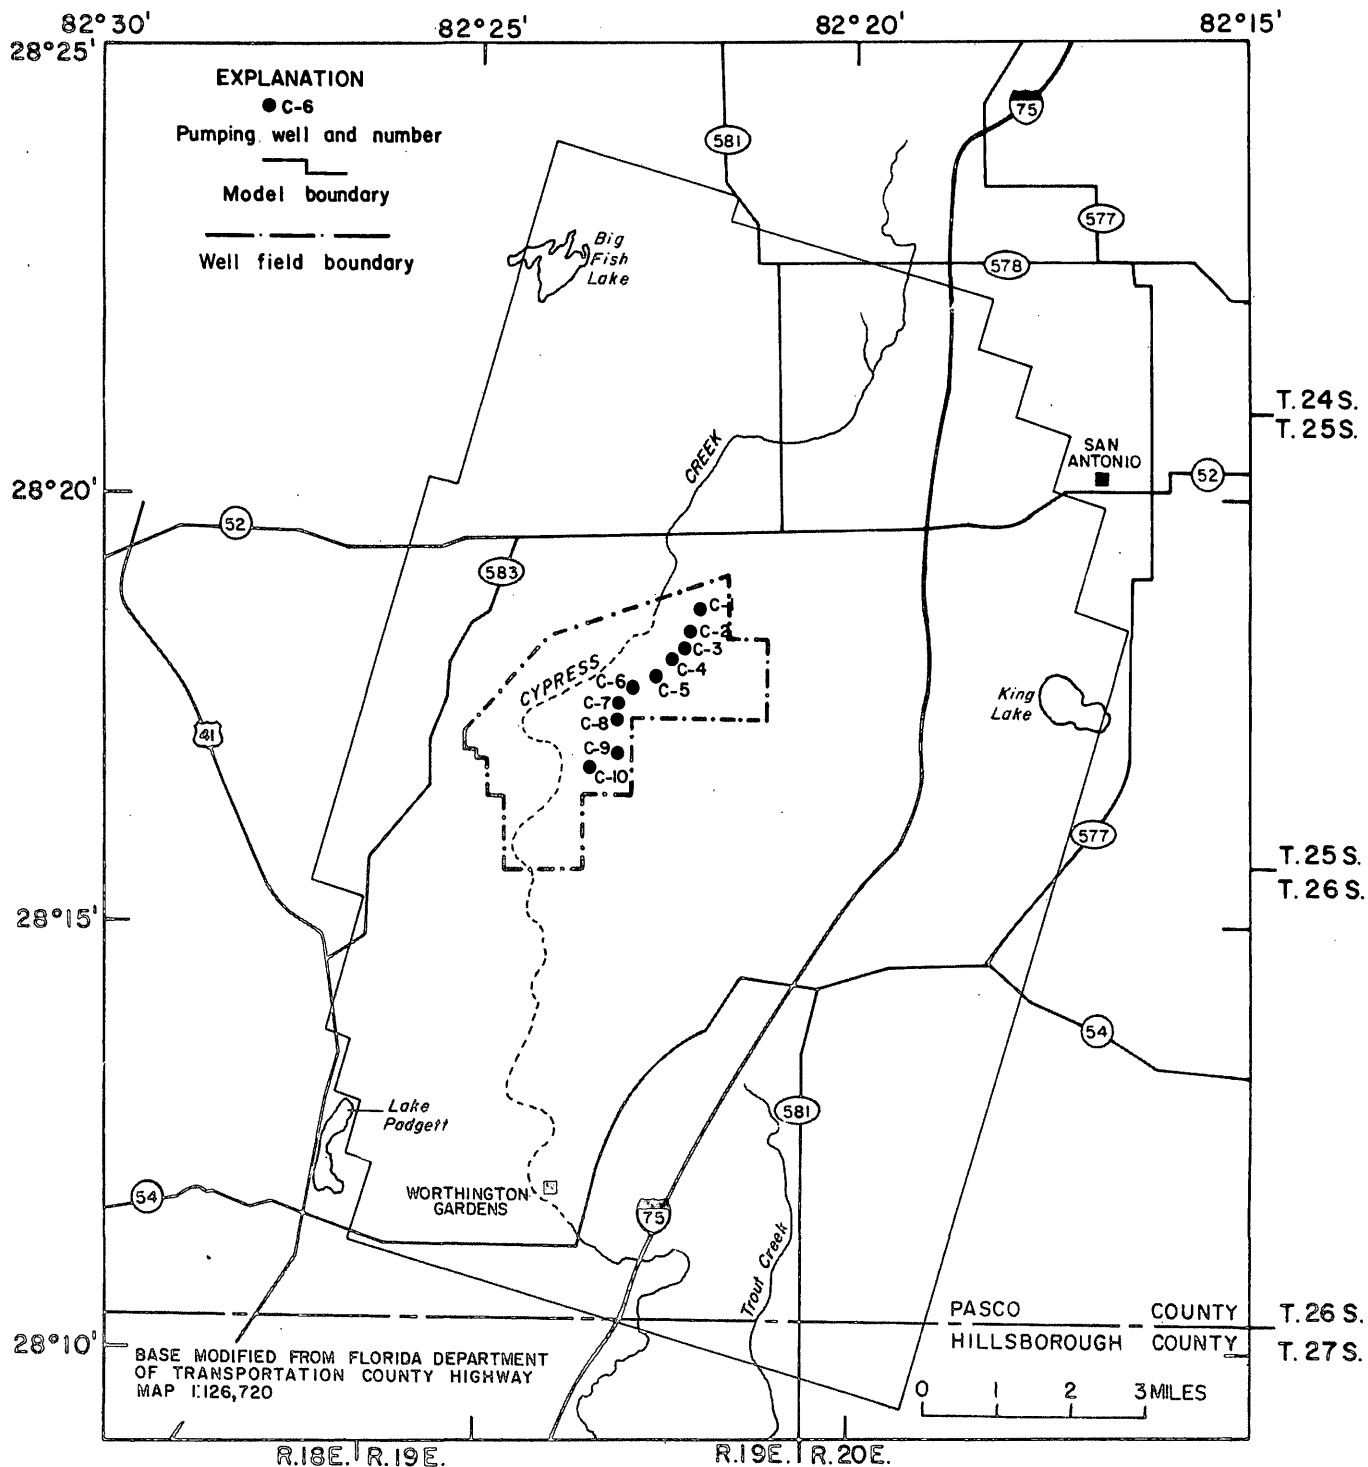 82°30' 82°25' 82°20' 82°15'
28°25'
EXPLANATION
C-6
Pumping well and number
Model boundary
Well field boundary
75
581
577
Big
Fish
Lake
578
T. 24 S.
T. 25 S.
CREEK
SAN
ANTONIO
28°20'
52
52
583
C-1
C-2
C-3
C-4
CYPRESS
C-6
C-5
C-7
C-8
King
Lake
41
C-9
C-10
577
T. 25 S.
T. 26 S.
28°15'
54
Lake
Padgett
581
WORTHINGTON
GARDENS
54
75
Trout Creek
PASCO COUNTY
T. 26 S.
HILLSBOROUGH COUNTY
T. 27 S.
28°10'
BASE MODIFIED FROM FLORIDA DEPARTMENT
OF TRANSPORTATION COUNTY HIGHWAY
MAP 1:126,720
0 1 2 3 MILES
R.18E. R.19E. R.19E. R.20E.